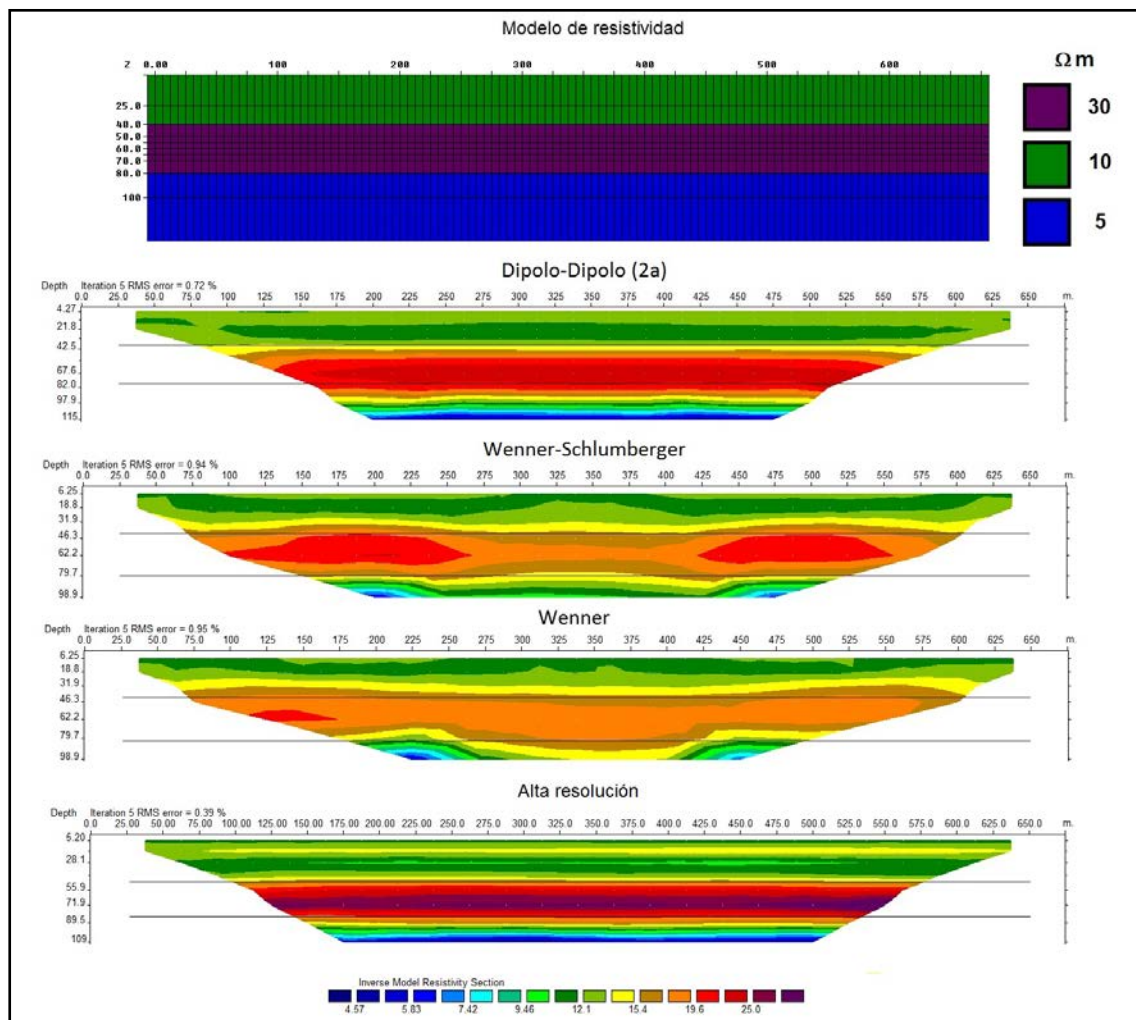 Modelo de resistividad
Z 0.00 100 200 300 400 500 600
25.0
40.0
50.0
60.0
70.0
80.0
100
Ω m
30
10
5
Dipolo-Dipolo (2a)
Depth Iteration 5 RMS error = 0.72 %
0.0 25.0 50.0 75.0 100 125 150 175 200 225 250 275 300 325 350 375 400 425 450 475 500 525 550 575 600 625 650 m.
4.27
21.8
42.5
67.6
82.0
97.9
115.
Wenner-Schlumberger
Depth Iteration 5 RMS error = 0.94 %
0.0 25.0 50.0 75.0 100 125 150 175 200 225 250 275 300 325 350 375 400 425 450 475 500 525 550 575 600 625 650 m.
6.25
18.8
31.9
46.3
62.2
79.7
98.9
Wenner
Depth Iteration 5 RMS error = 0.95 %
0.0 25.0 50.0 75.0 100 125 150 175 200 225 250 275 300 325 350 375 400 425 450 475 500 525 550 575 600 625 650 m.
6.25
18.8
31.9
46.3
62.2
79.7
98.9
Alta resolución
Depth Iteration 5 RMS error = 0.39 %
0.0 25.00 50.00 75.00 100.0 125.00 150.0 175.00 200.0 225.0 250.0 275.0 300.0 325.0 350.0 375.0 400.0 425.0 450.0 475.0 500.0 525.0 550.0 575.0 600.0 625.0 650.0 m.
5.20
28.1
55.9
71.9
89.5
109.
Inverse Model Resistivity Section
4.57 5.83 7.42 9.46 12.1 15.4 19.6 25.0